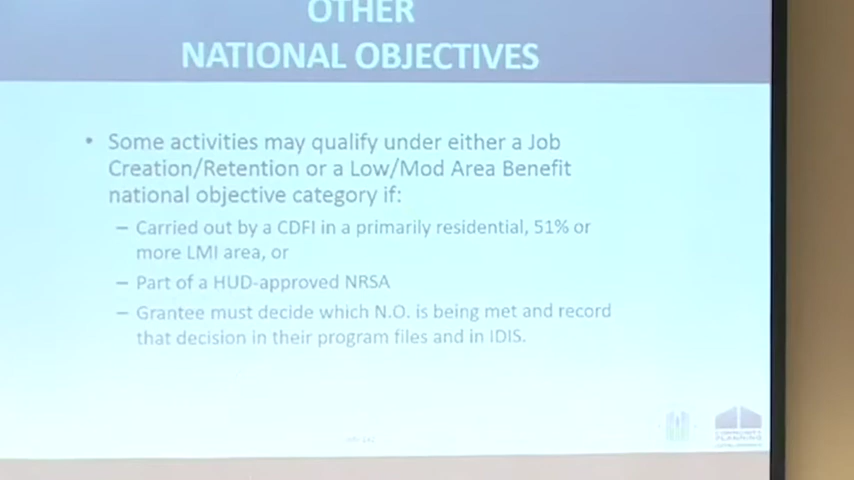 OTHER
NATIONAL OBJECTIVES
• Some activities may qualify under either a Job
Creation/Retention or a Low/Mod Area Benefit
national objective category if:
– Carried out by a CDFI in a primarily residential, 51% or
more LMI area, or
– Part of a HUD-approved NRSA
– Grantee must decide which N.O. is being met and record
that decision in their program files and in IDIS.
COMMUNITY
PLANNING